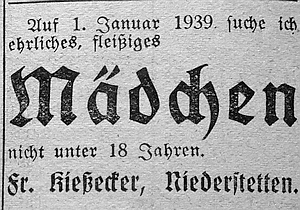 Auf 1. Januar 1939 suche ich
ehrliches, fleißiges
Mädchen
nicht unter 18 Jahren.
Fr. Kießecker, Niederstetten.